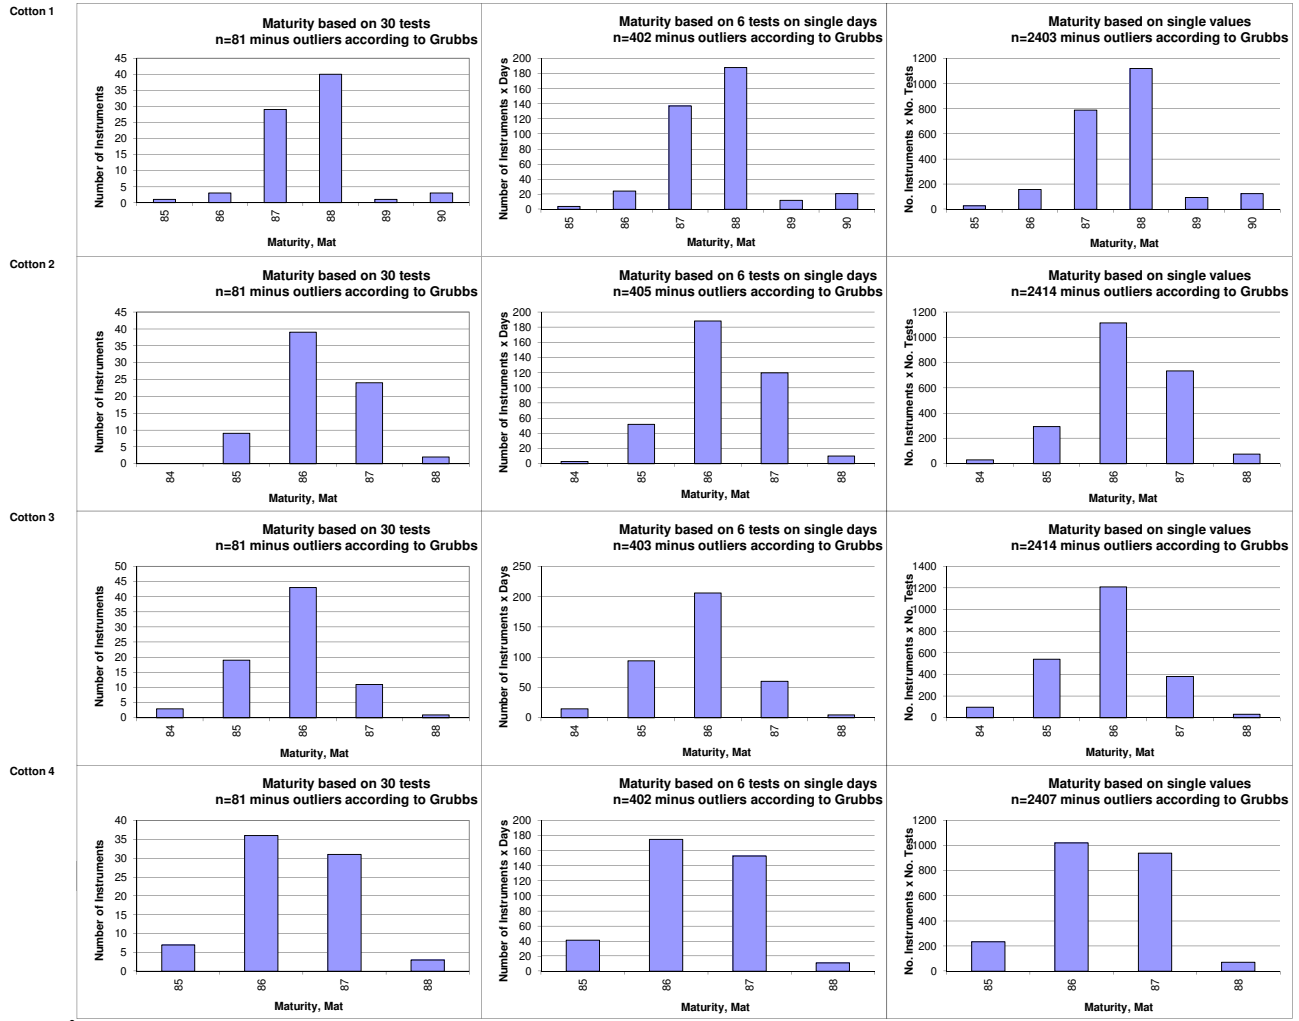 Cotton 1
Maturity based on 30 tests
n=81 minus outliers according to Grubbs
Number of Instruments
45
40
35
30
25
20
15
10
5
0
85 86 87 88 89 90
Maturity, Mat
Maturity based on 6 tests on single days
n=402 minus outliers according to Grubbs
Number of Instruments x Days
200
180
160
140
120
100
80
60
40
20
0
85 86 87 88 89 90
Maturity, Mat
Maturity based on single values
n=2403 minus outliers according to Grubbs
No. Instruments x No. Tests
1200
1000
800
600
400
200
0
85 86 87 88 89 90
Maturity, Mat
Cotton 2
Maturity based on 30 tests
n=81 minus outliers according to Grubbs
Number of Instruments
45
40
35
30
25
20
15
10
5
0
84 85 86 87 88
Maturity, Mat
Maturity based on 6 tests on single days
n=405 minus outliers according to Grubbs
Number of Instruments x Days
200
180
160
140
120
100
80
60
40
20
0
84 85 86 87 88
Maturity, Mat
Maturity based on single values
n=2414 minus outliers according to Grubbs
No. Instruments x No. Tests
1200
1000
800
600
400
200
0
84 85 86 87 88
Maturity, Mat
Cotton 3
Maturity based on 30 tests
n=81 minus outliers according to Grubbs
Number of Instruments
50
45
40
35
30
25
20
15
10
5
0
84 85 86 87 88
Maturity, Mat
Maturity based on 6 tests on single days
n=403 minus outliers according to Grubbs
Number of Instruments x Days
250
200
150
100
50
0
84 85 86 87 88
Maturity, Mat
Maturity based on single values
n=2414 minus outliers according to Grubbs
No. Instruments x No. Tests
1400
1200
1000
800
600
400
200
0
84 85 86 87 88
Maturity, Mat
Cotton 4
Maturity based on 30 tests
n=81 minus outliers according to Grubbs
Number of Instruments
40
35
30
25
20
15
10
5
0
85 86 87 88
Maturity, Mat
Maturity based on 6 tests on single days
n=402 minus outliers according to Grubbs
Number of Instruments x Days
200
180
160
140
120
100
80
60
40
20
0
85 86 87 88
Maturity, Mat
Maturity based on single values
n=2407 minus outliers according to Grubbs
No. Instruments x No. Tests
1200
1000
800
600
400
200
0
85 86 87 88
Maturity, Mat